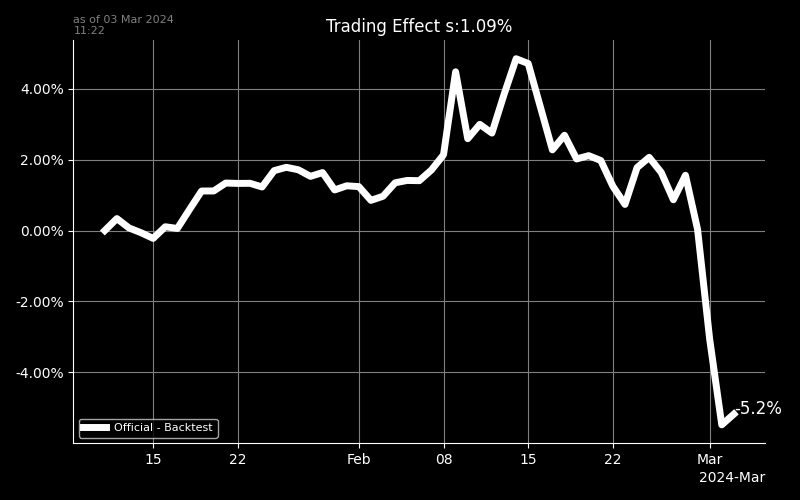 as of 03 Mar 2024
11:22
Trading Effect s:1.09%
4.00%
2.00%
0.00%
-2.00%
-4.00%
-5.2%
Official - Backtest
15
22
Feb
08
15
22
Mar
2024-Mar